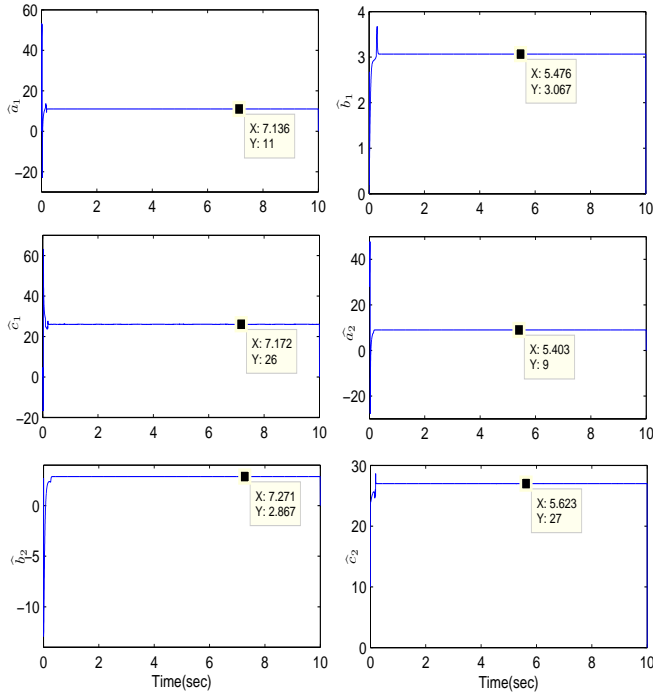 60
40
20
0
−20
â₁
X: 7.136
Y: 11
0 2 4 6 8 10
4
3
2
1
0
b̂₁
X: 5.476
Y: 3.067
0 2 4 6 8 10
60
40
20
0
−20
ĉ₁
X: 7.172
Y: 26
0 2 4 6 8 10
40
20
0
−20
â₂
X: 5.403
Y: 9
0 2 4 6 8 10
0
−5
−10
b̂₂
X: 7.271
Y: 2.867
0 2 4 6 8 10
Time(sec)
30
20
10
0
ĉ₂
X: 5.623
Y: 27
0 2 4 6 8 10
Time(sec)